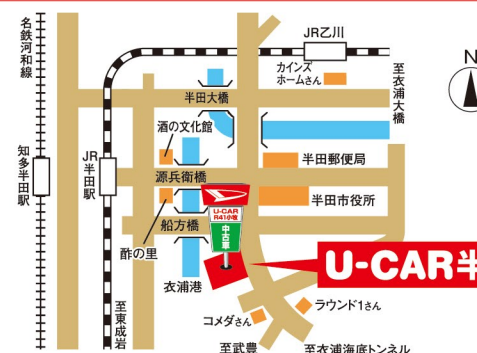 名鉄河和線
JR乙川
カインズ
ホームさん
至衣浦大橋
N
半田大橋
酒の文化館
半田郵便局
知多半田駅
JR半田駅
源兵衛橋
半田市役所
U-CAR
R41小牧
中古車
船方橋
酢の里
U-CAR半
衣浦港
ラウンド1さん
コメダさん
至東成岩
至武豊
至衣浦海底トンネル